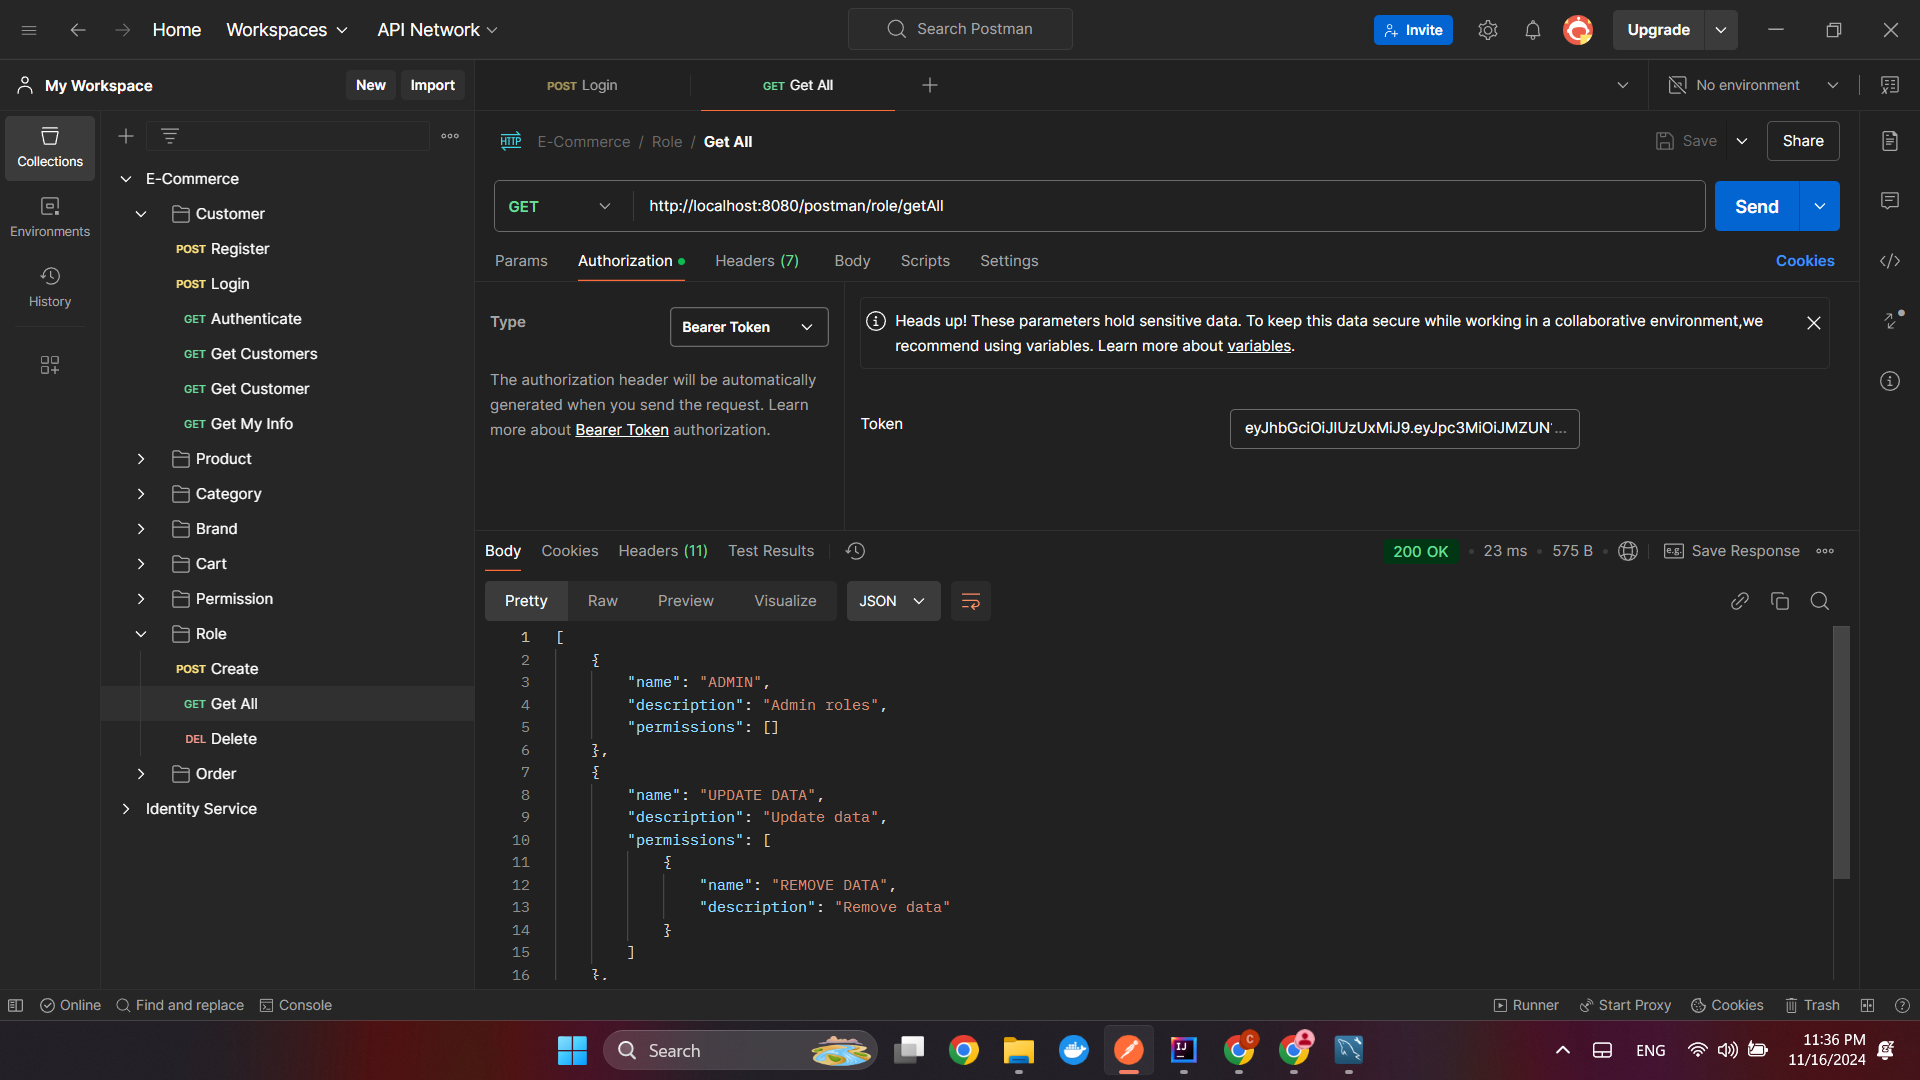 Home
Workspaces
API Network
Search Postman
Invite
Upgrade
My Workspace
New
Import
POST Login
GET Get All
No environment
Collections
Environments
History
E-Commerce
Customer
POST Register
POST Login
GET Authenticate
GET Get Customers
GET Get Customer
GET Get My Info
Product
Category
Brand
Cart
Permission
Role
POST Create
GET Get All
DEL Delete
Order
Identity Service
HTTP
E-Commerce / Role / Get All
Save
Share
GET
http://localhost:8080/postman/role/getAll
Send
Params
Authorization
Headers (7)
Body
Scripts
Settings
Cookies
Type
Bearer Token
The authorization header will be automatically
generated when you send the request. Learn
more about Bearer Token authorization.
Heads up! These parameters hold sensitive data. To keep this data secure while working in a collaborative environment,we
recommend using variables. Learn more about variables.
Token
eyJhbGciOiJIUzUxMiJ9.eyJpc3MiOiJMZUN ...
Body
Cookies
Headers (11)
Test Results
200 OK
23 ms
575 B
e.g.
Save Response
Pretty
Raw
Preview
Visualize
JSON
1 [
2 {
3 "name": "ADMIN",
4 "description": "Admin roles",
5 "permissions": []
6 },
7 {
8 "name": "UPDATE DATA",
9 "description": "Update data",
10 "permissions": [
11 {
12 "name": "REMOVE DATA",
13 "description": "Remove data"
14 }
15 ]
16 },
Online
Find and replace
Console
Runner
Start Proxy
Cookies
Trash
Search
IJ
C
ENG
11:36 PM
11/16/2024